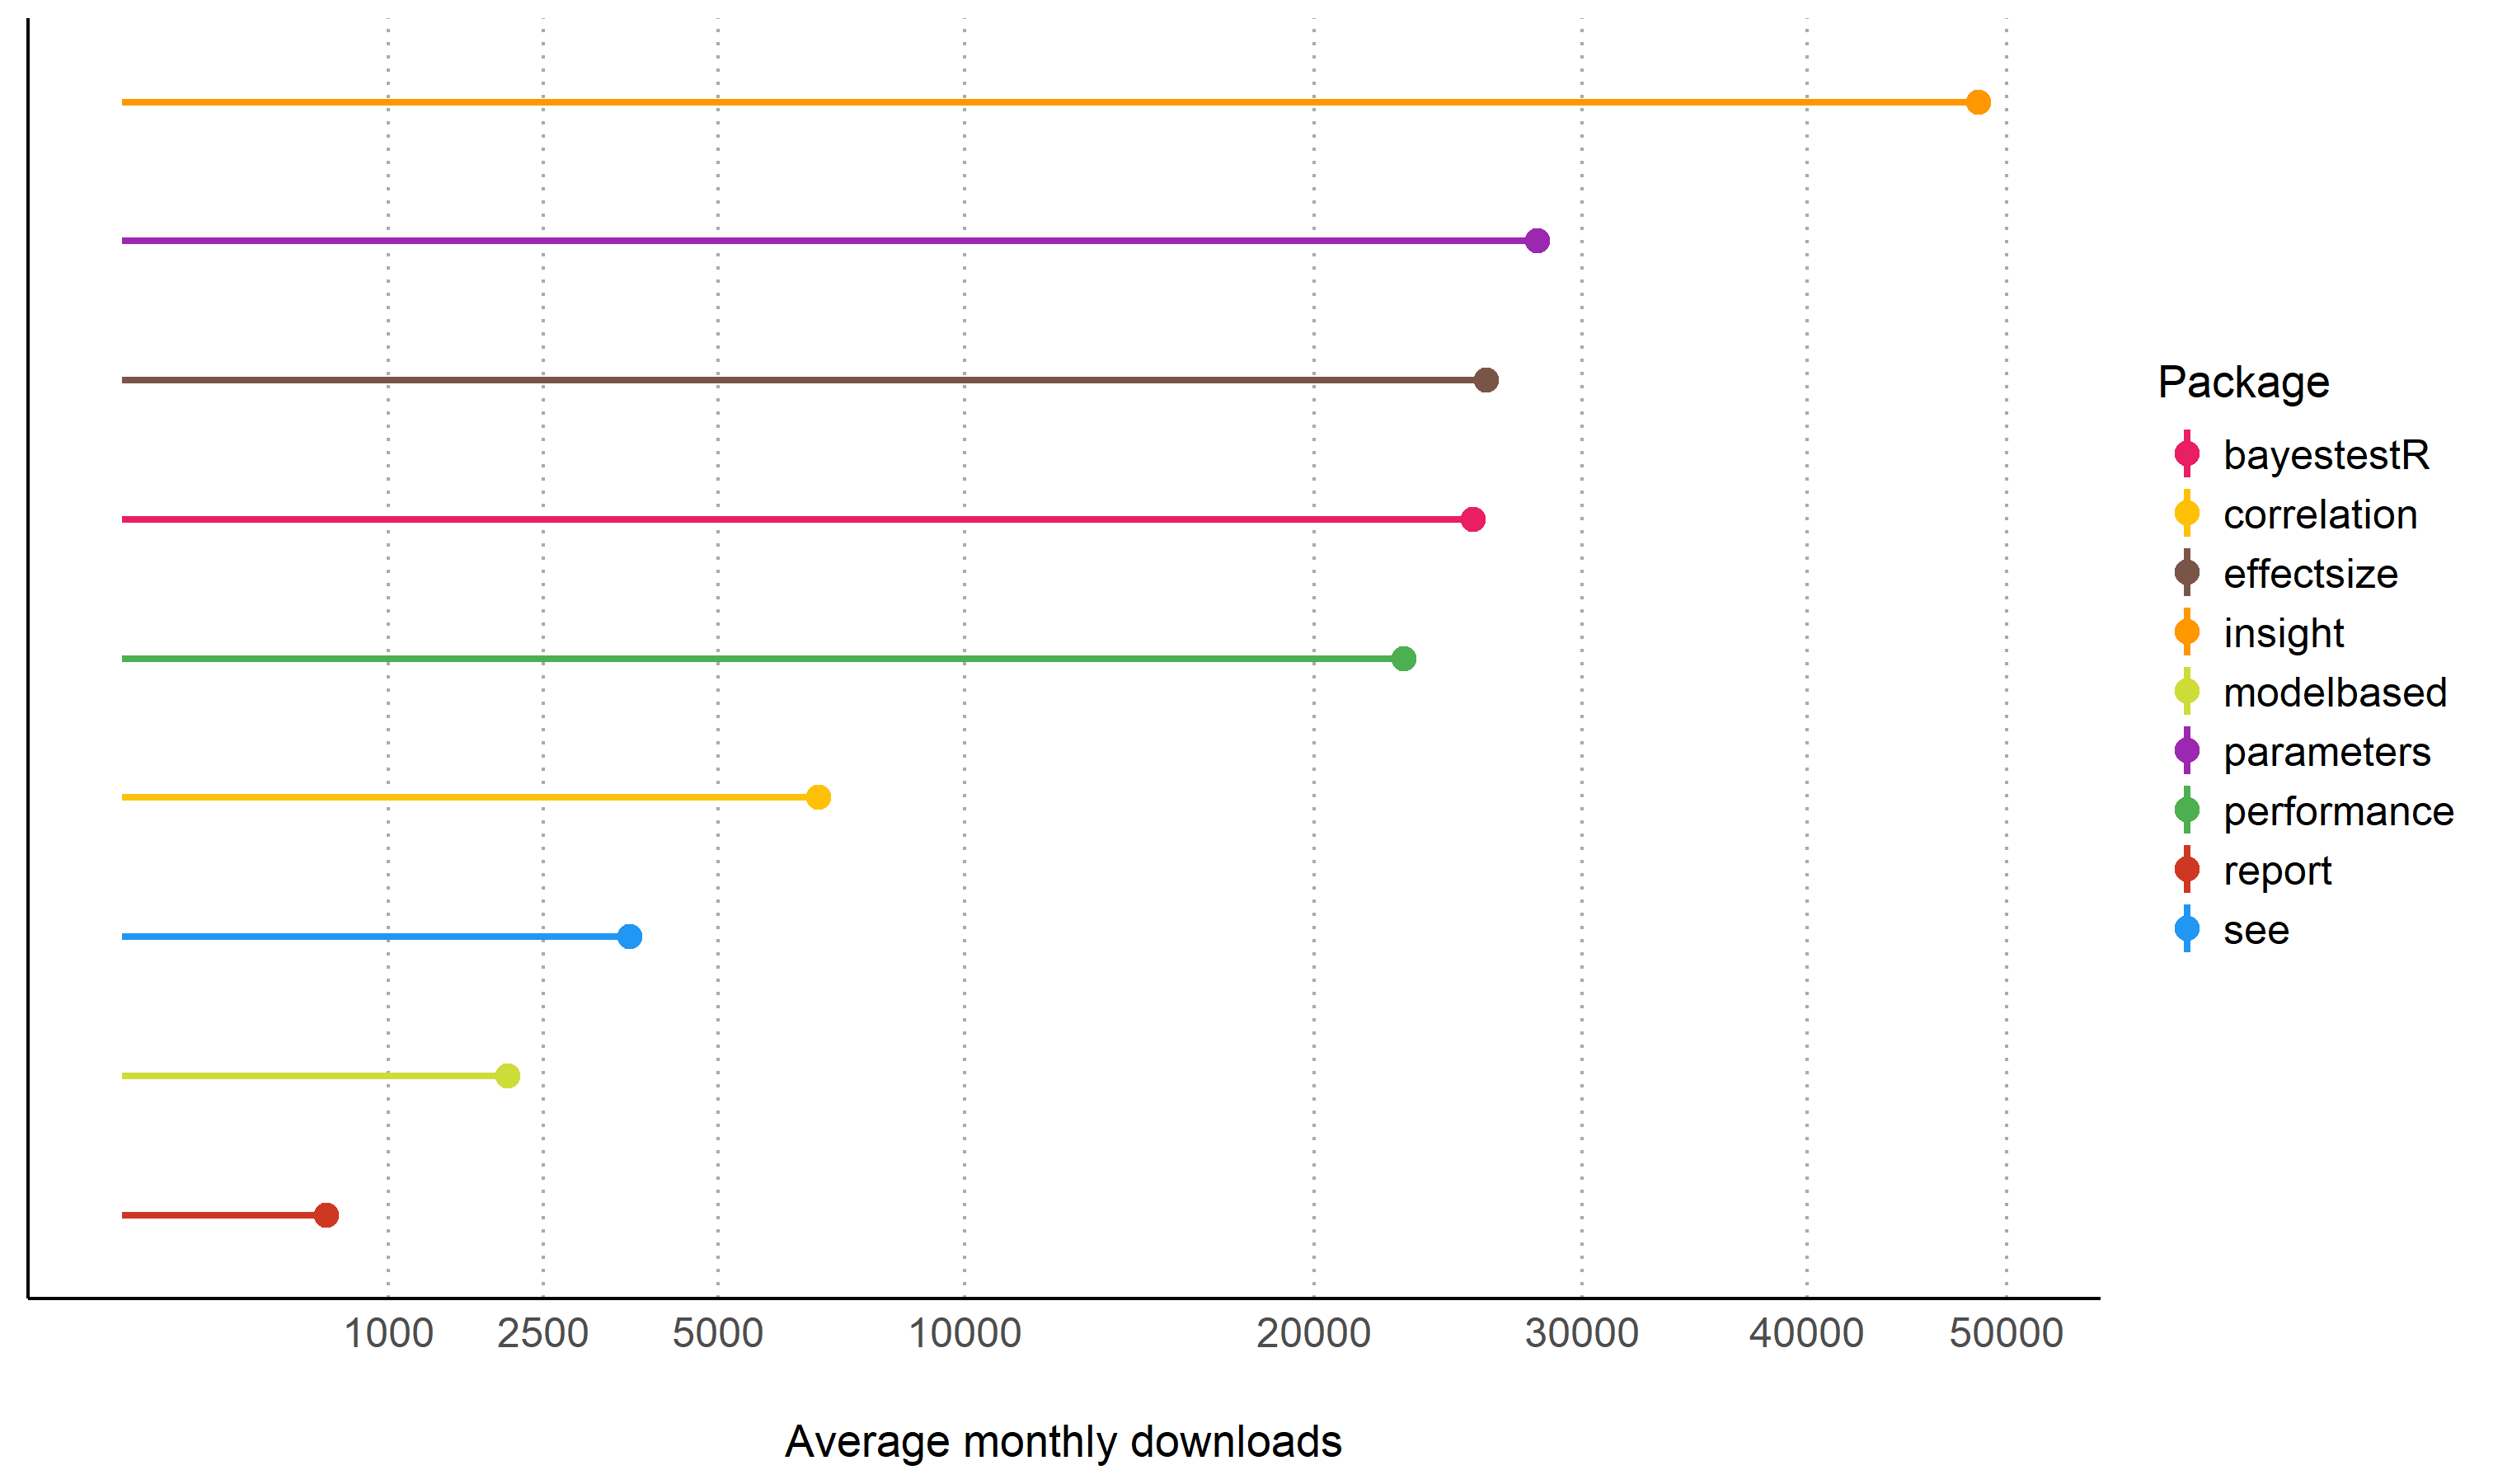 Package
bayestestR
correlation
effectsize
insight
modelbased
parameters
performance
report
see
1000 2500 5000 10000 20000 30000 40000 50000
Average monthly downloads